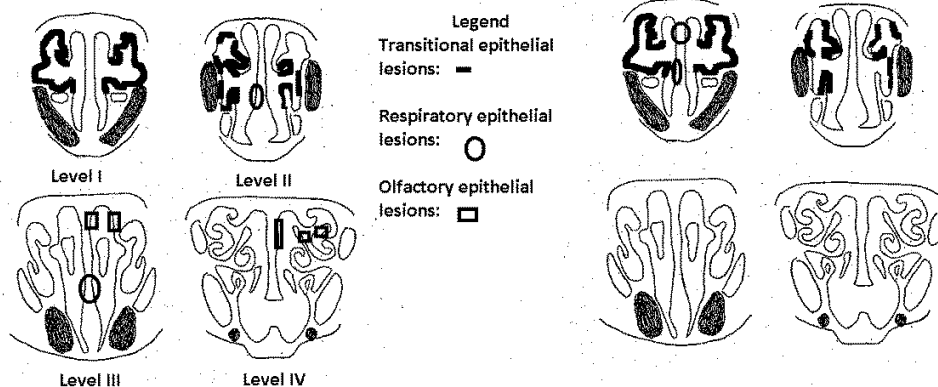 Legend
Transitional epithelial
lesions:
Respiratory epithelial
lesions:
Olfactory epithelial
lesions:
Level I
Level II
Level III
Level IV